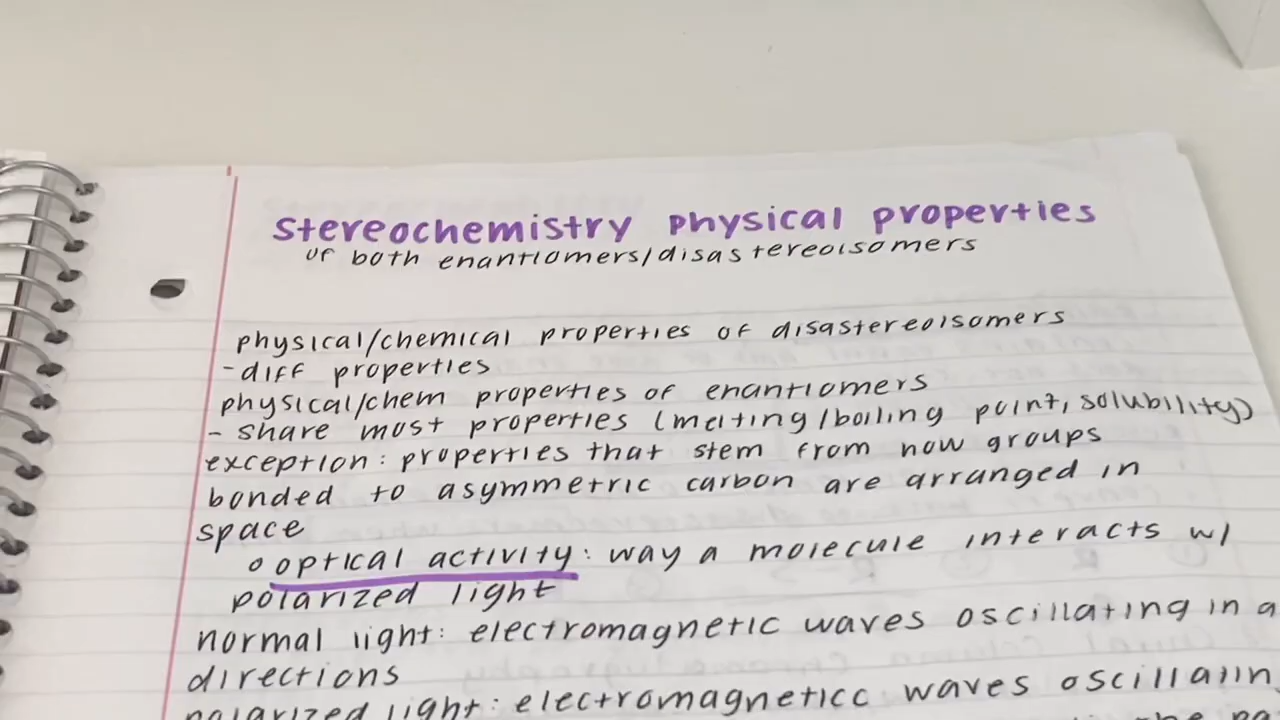 stereochemistry physical properties
of both enantiomers/disastereoisomers
physical/chemical properties of disastereoisomers
- diff properties
physical/chem properties of enantiomers
- share most properties (melting/boiling point, solubility)
exception: properties that stem from how groups
bonded to asymmetric carbon are arranged in
space
o optical activity: way a molecule interacts w/
polarized light
normal light: electromagnetic waves oscillating in a
directions
polarized light: electromagneticc waves oscillatin